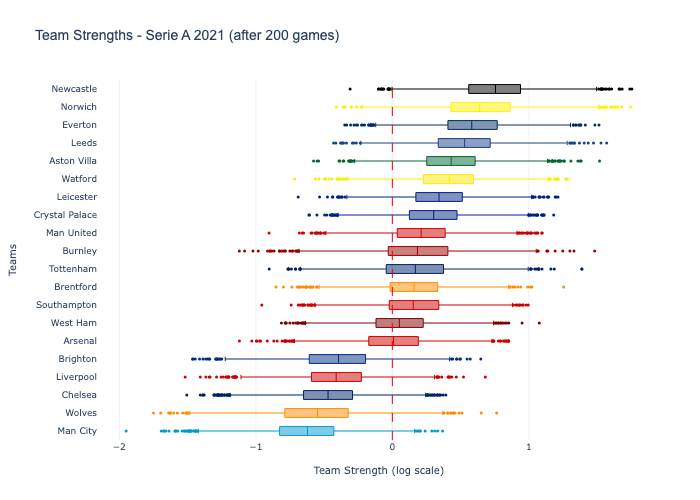 Team Strengths - Serie A 2021 (after 200 games)
Newcastle
Norwich
Everton
Leeds
Aston Villa
Watford
Leicester
Crystal Palace
Man United
Burnley
Tottenham
Brentford
Southampton
West Ham
Arsenal
Brighton
Liverpool
Chelsea
Wolves
Man City
Teams
−2 −1 0 1
Team Strength (log scale)